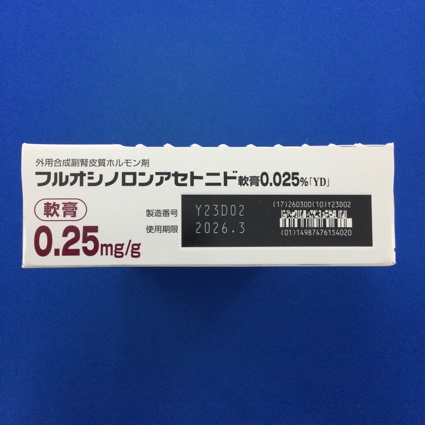 外用合成副腎皮質ホルモン剤
フルオシノロンアセトニド軟膏0.025%「YD」
軟膏
0.25mg/g
製造番号 Y23D02
使用期限 2026.3
(17)260300(10)Y23D02
(01)14987476154020